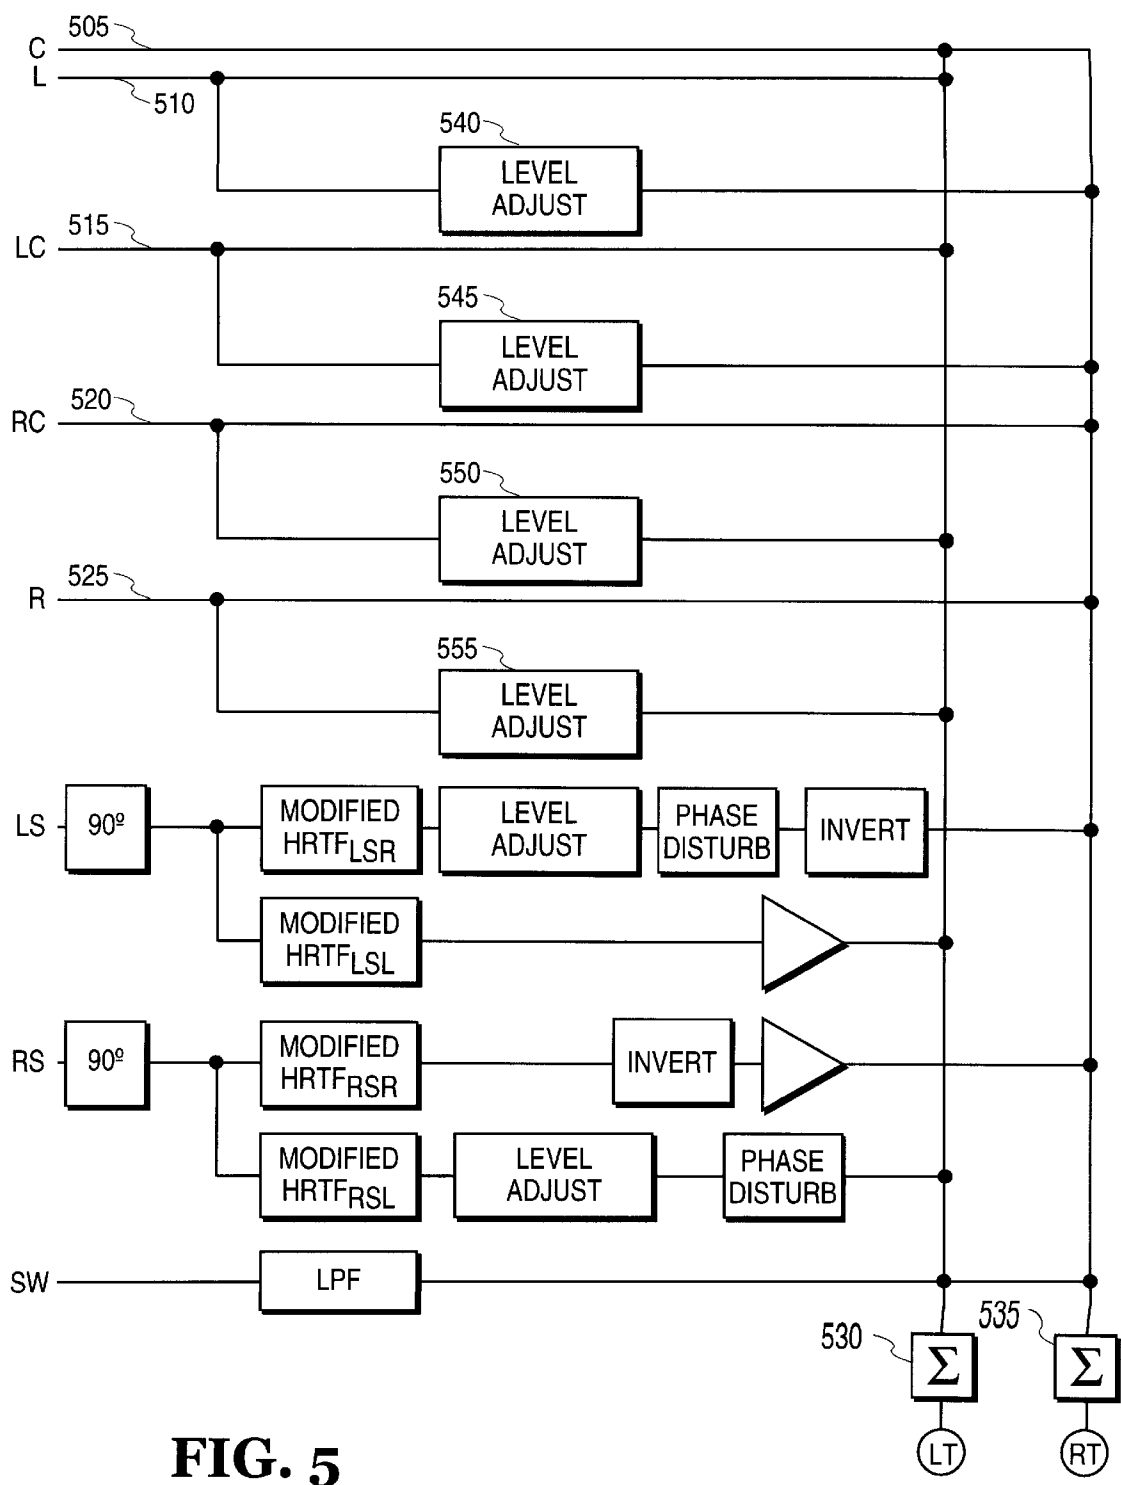 505
C
L
510
540
LEVEL
ADJUST
515
LC
545
LEVEL
ADJUST
520
RC
550
LEVEL
ADJUST
525
R
555
LEVEL
ADJUST
LS
90º
MODIFIED
HRTFLSR
LEVEL
ADJUST
PHASE
DISTURB
INVERT
MODIFIED
HRTFLSL
RS
90º
MODIFIED
HRTFRSR
INVERT
MODIFIED
HRTFRSL
LEVEL
ADJUST
PHASE
DISTURB
SW
LPF
530
Σ
535
Σ
LT
RT
FIG. 5